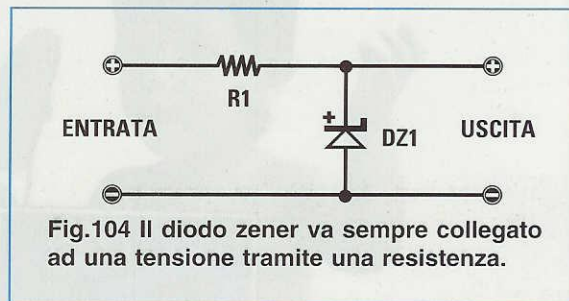 R1
ENTRATA
+
DZ1
USCITA
Fig.104 Il diodo zener va sempre collegato
ad una tensione tramite una resistenza.